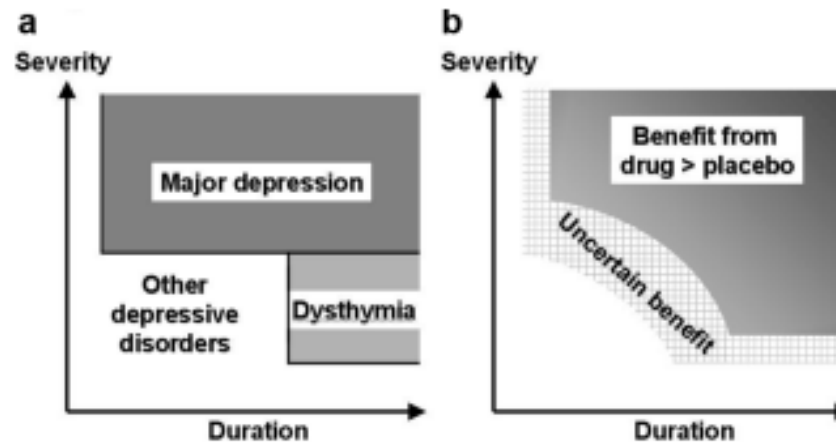 a
Severity
Major depression
Other
depressive
disorders
Dysthymia
Duration
b
Severity
Benefit from
drug > placebo
Uncertain benefit
Duration